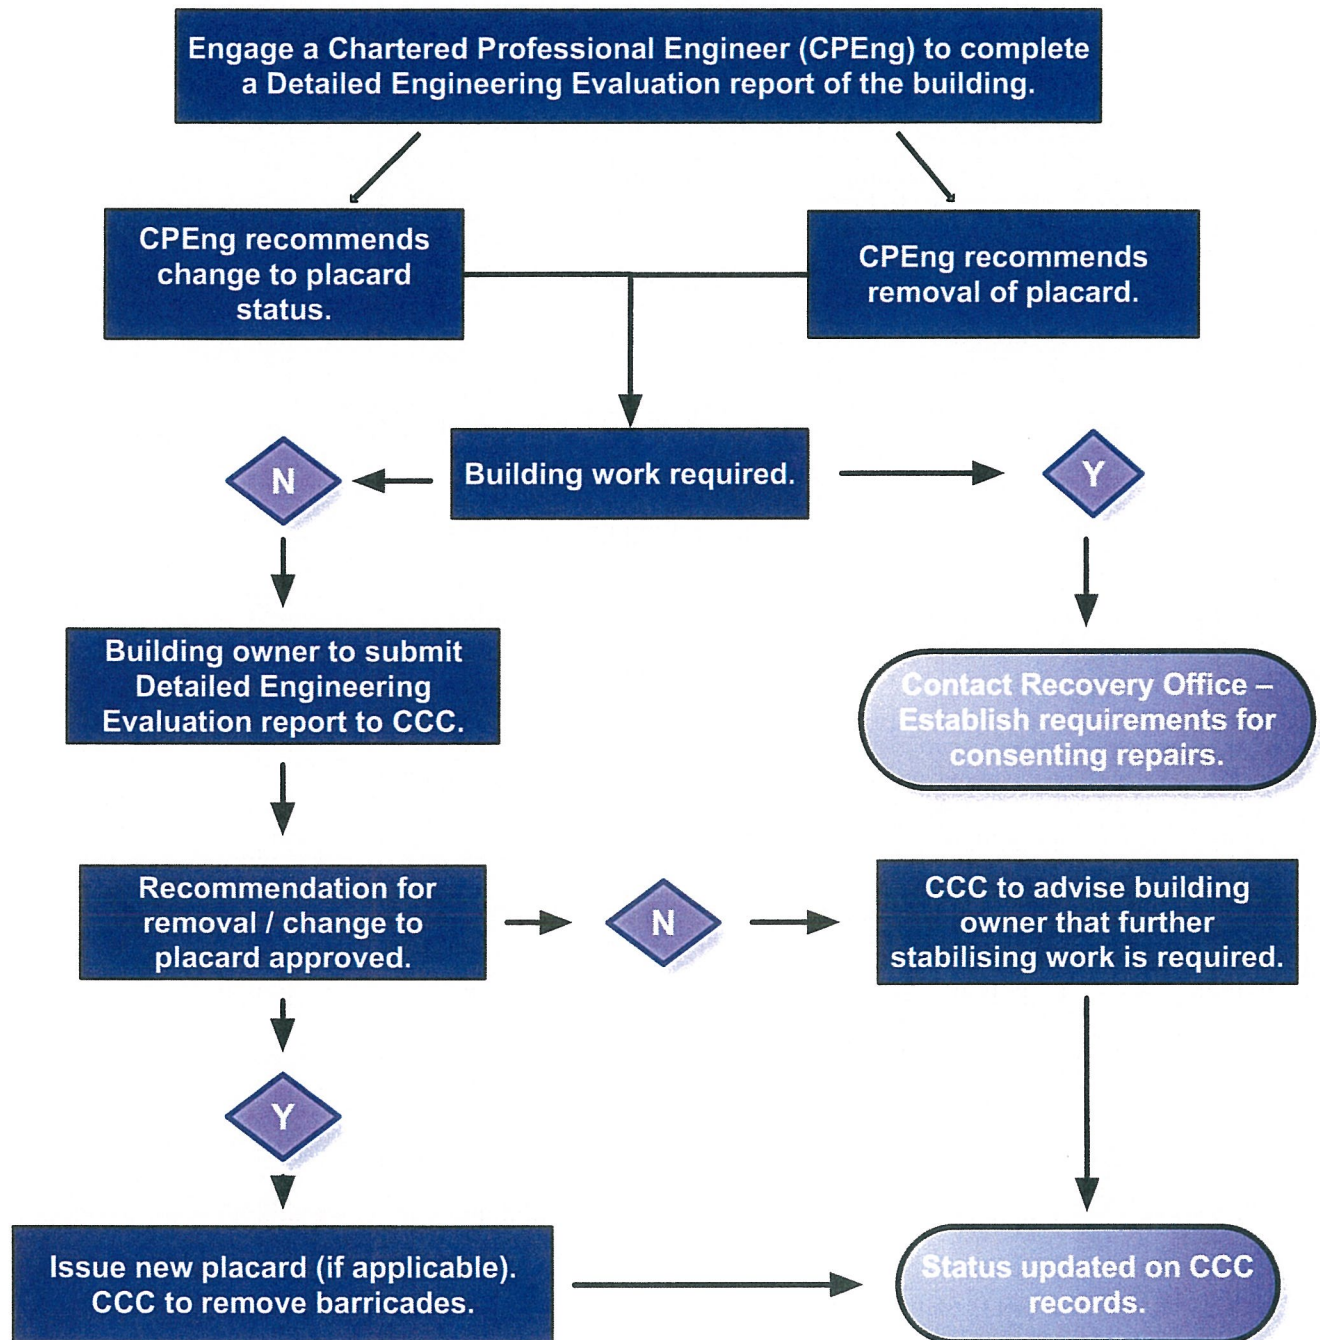 Engage a Chartered Professional Engineer (CPEng) to complete
a Detailed Engineering Evaluation report of the building.
CPEng recommends
change to placard
status.
CPEng recommends
removal of placard.
Building work required.
N
Y
Building owner to submit
Detailed Engineering
Evaluation report to CCC.
Contact Recovery Office –
Establish requirements for
consenting repairs.
Recommendation for
removal / change to
placard approved.
N
CCC to advise building
owner that further
stabilising work is required.
Y
Issue new placard (if applicable).
CCC to remove barricades.
Status updated on CCC
records.